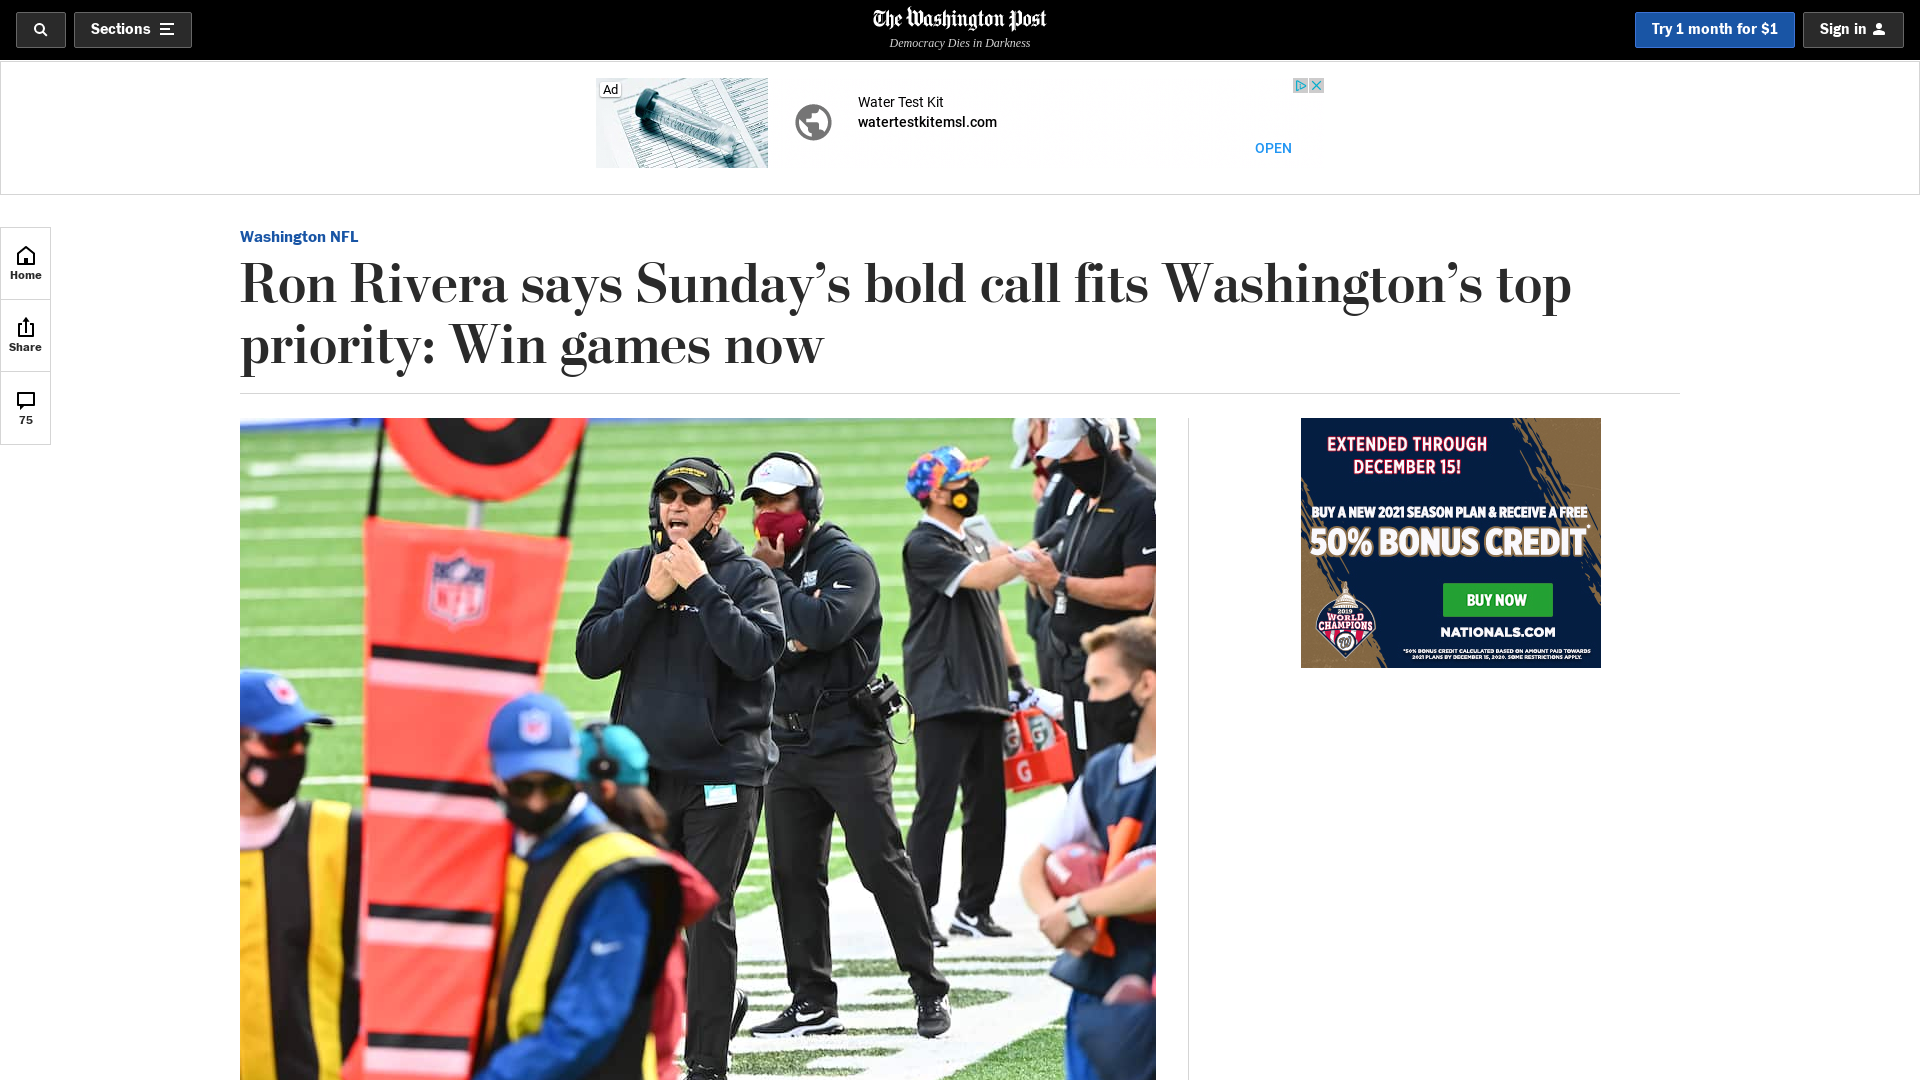 Sections
The Washington Post
Democracy Dies in Darkness
Try 1 month for $1
Sign in
Ad
Water Test Kit
watertestkitemsl.com
OPEN
Home
Share
75
Washington NFL
Ron Rivera says Sunday’s bold call fits Washington’s top
priority: Win games now
NFL
G
EXTENDED THROUGH
DECEMBER 15!
BUY A NEW 2021 SEASON PLAN & RECEIVE A FREE
50% BONUS CREDIT*
BUY NOW
NATIONALS.COM
2019
WORLD
CHAMPIONS
W
*50% BONUS CREDIT CALCULATED BASED ON AMOUNT PAID TOWARDS
2021 PLANS BY DECEMBER 15, 2020. SOME RESTRICTIONS APPLY.